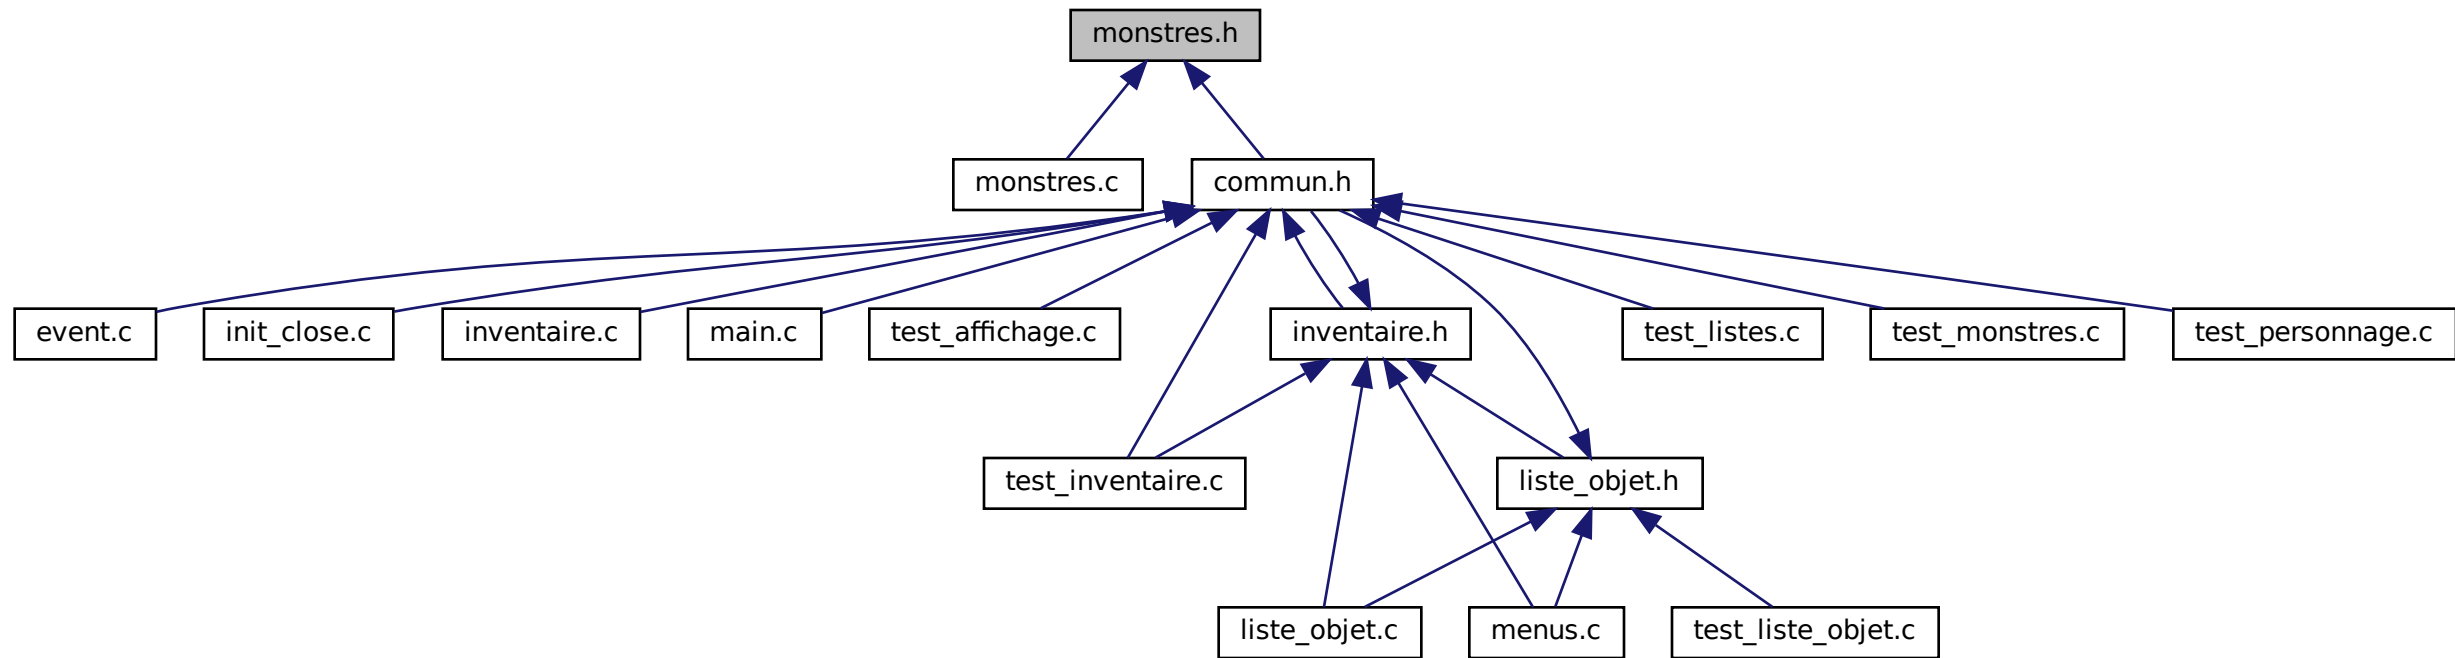 monstres.h
monstres.c
commun.h
event.c
init_close.c
inventaire.c
main.c
test_affichage.c
inventaire.h
test_listes.c
test_monstres.c
test_personnage.c
test_inventaire.c
liste_objet.h
liste_objet.c
menus.c
test_liste_objet.c